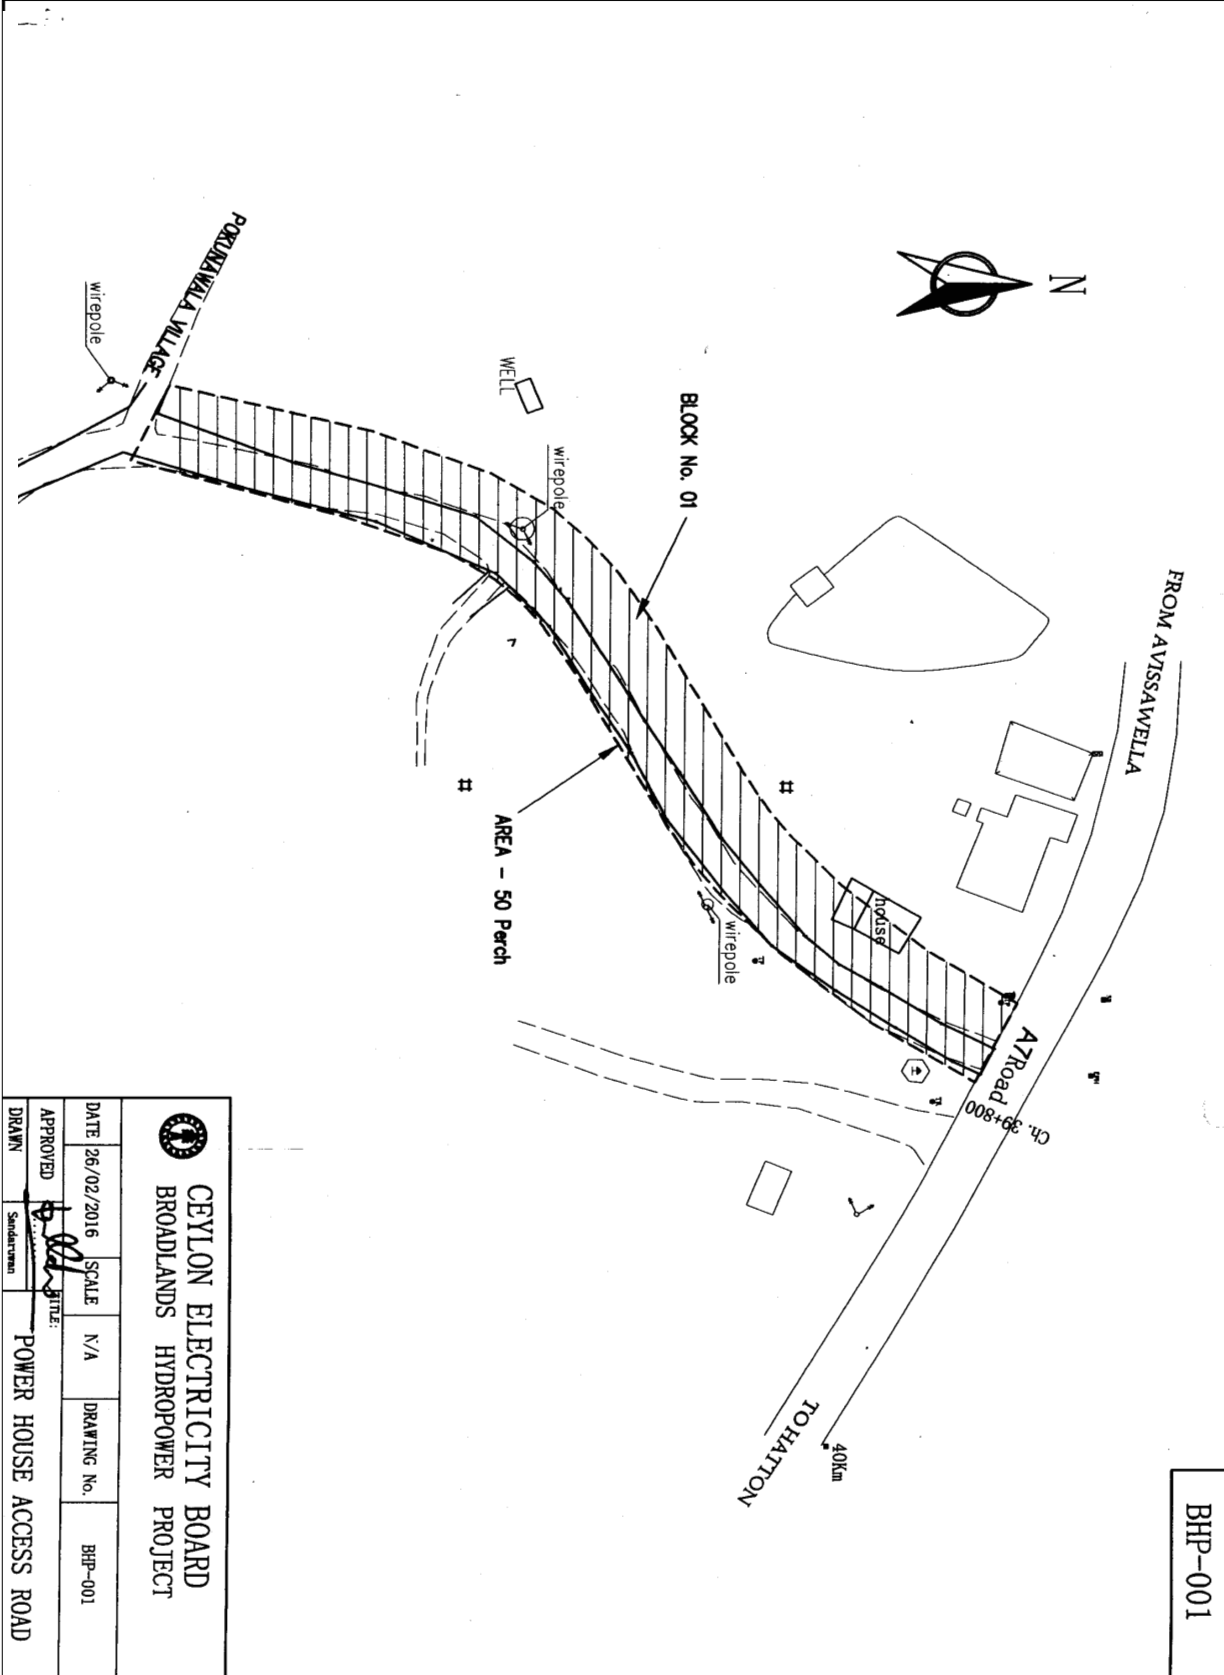 BHP-001
N
FROM AVISSAWELLA
A7Road
Ch. 39+800
40Km
TO HATTON
BLOCK No. 01
house
wirepole
WELL
wirepole
AREA - 50 Perch
POKUNAWALA VILLAGE
wirepole
CEYLON ELECTRICITY BOARD
BROADLANDS HYDROPOWER PROJECT
DATE 26/02/2016 SCALE N/A DRAWING No. BHP-001
APPROVED
TITLE:
DRAWN Sandaruwan POWER HOUSE ACCESS ROAD